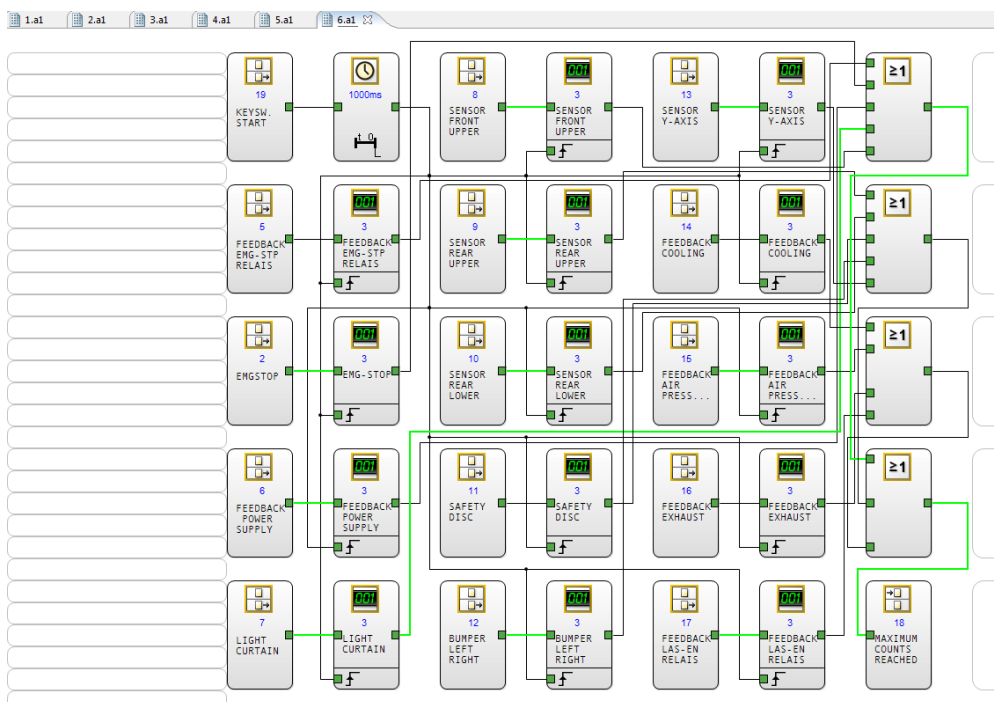 1.a1
2.a1
3.a1
4.a1
5.a1
6.a1
19
KEYSW.
START
1000ms
t 0
8
SENSOR
FRONT
UPPER
001
3
SENSOR
FRONT
UPPER
13
SENSOR
Y-AXIS
001
3
SENSOR
Y-AXIS
≥1
5
FEEDBACK
EMG-STP
RELAIS
001
3
FEEDBACK
EMG-STP
RELAIS
9
SENSOR
REAR
UPPER
001
3
SENSOR
REAR
UPPER
14
FEEDBACK
COOLING
001
3
FEEDBACK
COOLING
≥1
2
EMGSTOP
001
3
EMG-STOP
10
SENSOR
REAR
LOWER
001
3
SENSOR
REAR
LOWER
15
FEEDBACK
AIR
PRESS...
001
3
FEEDBACK
AIR
PRESS...
≥1
6
FEEDBACK
POWER
SUPPLY
001
3
FEEDBACK
POWER
SUPPLY
11
SAFETY
DISC
001
3
SAFETY
DISC
16
FEEDBACK
EXHAUST
001
3
FEEDBACK
EXHAUST
≥1
7
LIGHT
CURTAIN
001
3
LIGHT
CURTAIN
12
BUMPER
LEFT
RIGHT
001
3
BUMPER
LEFT
RIGHT
17
FEEDBACK
LAS-EN
RELAIS
001
3
FEEDBACK
LAS-EN
RELAIS
18
MAXIMUM
COUNTS
REACHED